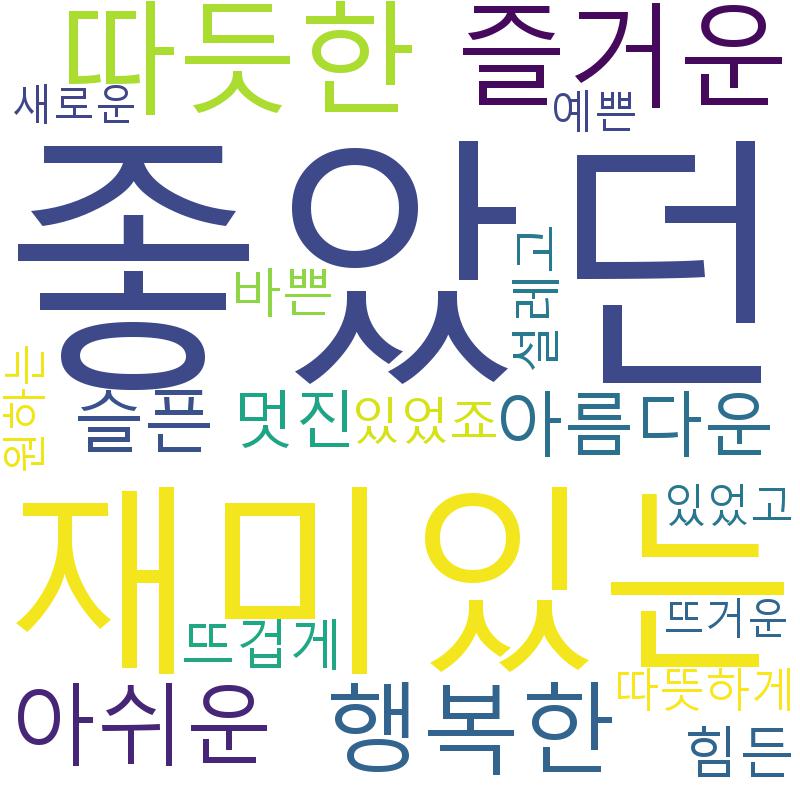 따듯한 즐거운
새로운 예쁜
좋았던
바쁜 설레고
원하는 슬픈 멋진 있었죠 아름다운
재미있는 있었고
뜨겁게 뜨거운
아쉬운 행복한 따뜻하게
힘든